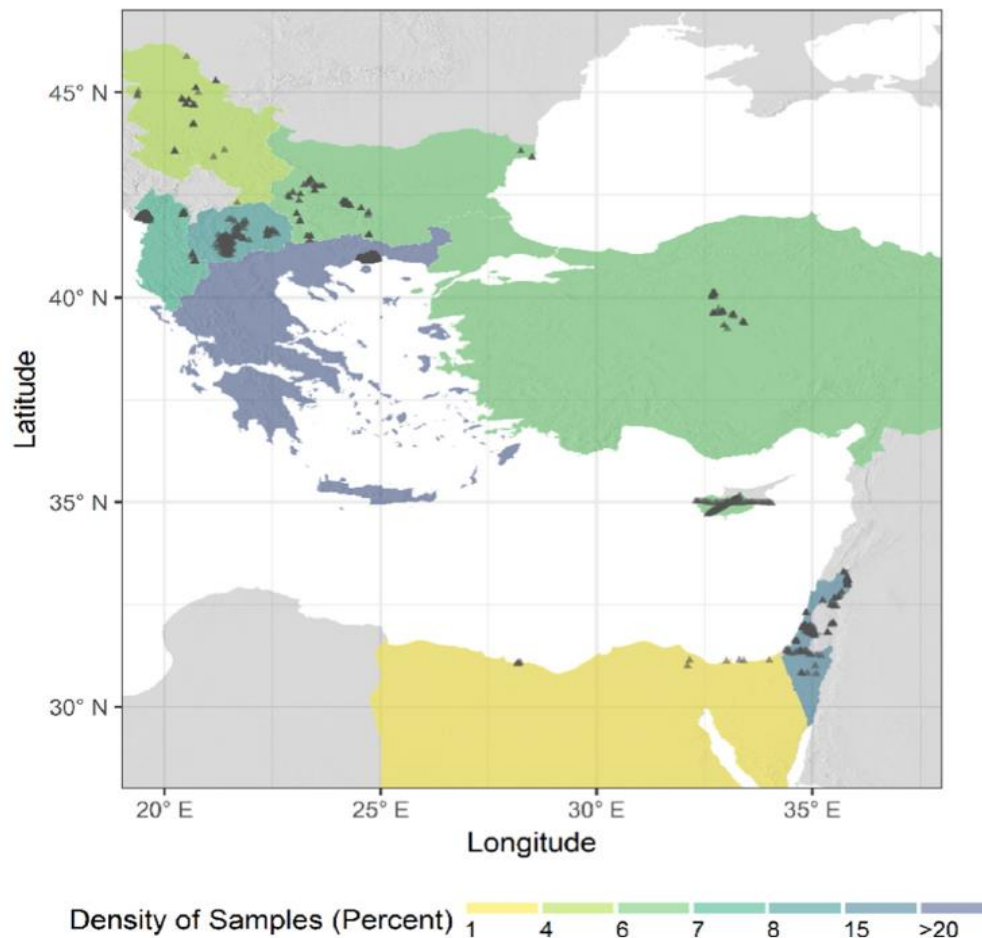 45° N
40° N
35° N
30° N
Latitude
20° E 25° E 30° E 35° E
Longitude
Density of Samples (Percent)
1 4 6 7 8 15 >20